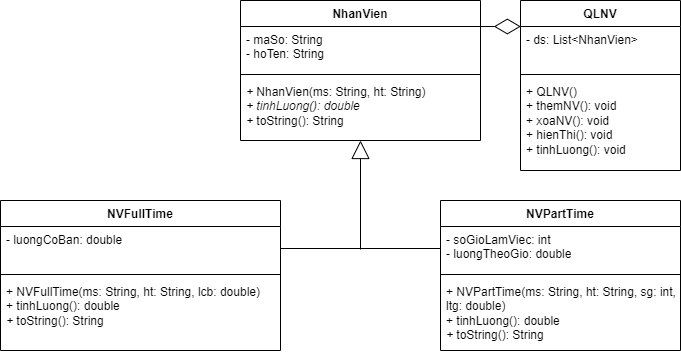 NhanVien
- maSo: String
- hoTen: String
+ NhanVien(ms: String, ht: String)
+ tinhLuong(): double
+ toString(): String
QLNV
- ds: List<NhanVien>
+ QLNV()
+ themNV(): void
+ xoaNV(): void
+ hienThi(): void
+ tinhLuong(): void
NVFullTime
- luongCoBan: double
+ NVFullTime(ms: String, ht: String, lcb: double)
+ tinhLuong(): double
+ toString(): String
NVPartTime
- soGioLamViec: int
- luongTheoGio: double
+ NVPartTime(ms: String, ht: String, sg: int,
ltg: double)
+ tinhLuong(): double
+ toString(): String